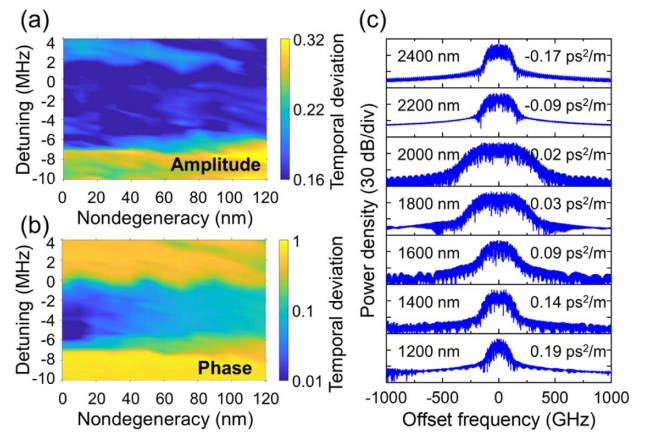 (a)
4
2
0
-2
-4
-6
-8
-10
Detuning (MHz)
Amplitude
0 20 40 60 80 100 120
Nondegeneracy (nm)
0.32
0.22
0.16
Temporal deviation
(b)
4
2
0
-2
-4
-6
-8
-10
Detuning (MHz)
Phase
0 20 40 60 80 100 120
Nondegeneracy (nm)
1
0.1
0.01
Temporal deviation
(c)
Power density (30 dB/div)
2400 nm -0.17 ps²/m
2200 nm -0.09 ps²/m
2000 nm -0.02 ps²/m
1800 nm 0.03 ps²/m
1600 nm 0.09 ps²/m
1400 nm 0.14 ps²/m
1200 nm 0.19 ps²/m
-1000 -500 0 500 1000
Offset frequency (GHz)